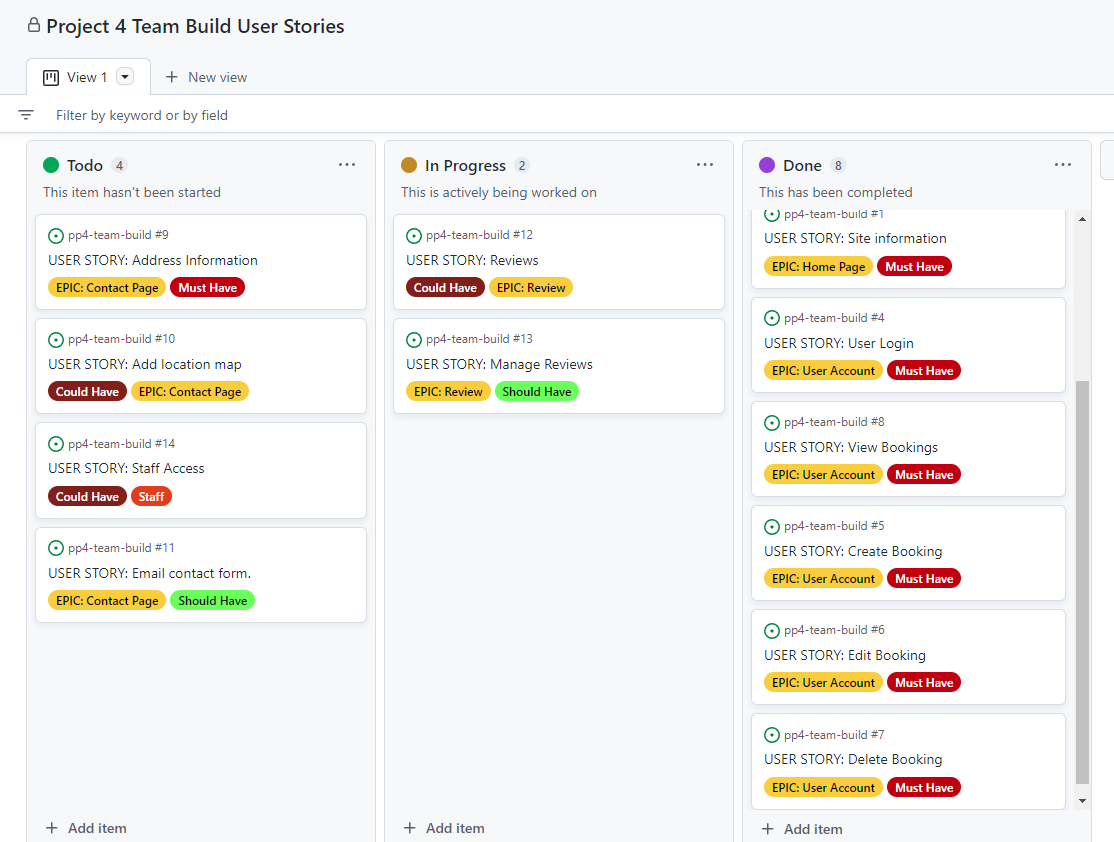 Project 4 Team Build User Stories
View 1
New view
Filter by keyword or by field
Todo 4
This item hasn't been started
pp4-team-build #9
USER STORY: Address Information
EPIC: Contact Page Must Have
pp4-team-build #10
USER STORY: Add location map
Could Have EPIC: Contact Page
pp4-team-build #14
USER STORY: Staff Access
Could Have Staff
pp4-team-build #11
USER STORY: Email contact form.
EPIC: Contact Page Should Have
Add item
In Progress 2
This is actively being worked on
pp4-team-build #12
USER STORY: Reviews
Could Have EPIC: Review
pp4-team-build #13
USER STORY: Manage Reviews
EPIC: Review Should Have
Add item
Done 8
This has been completed
pp4-team-build #1
USER STORY: Site information
EPIC: Home Page Must Have
pp4-team-build #4
USER STORY: User Login
EPIC: User Account Must Have
pp4-team-build #8
USER STORY: View Bookings
EPIC: User Account Must Have
pp4-team-build #5
USER STORY: Create Booking
EPIC: User Account Must Have
pp4-team-build #6
USER STORY: Edit Booking
EPIC: User Account Must Have
pp4-team-build #7
USER STORY: Delete Booking
EPIC: User Account Must Have
Add item